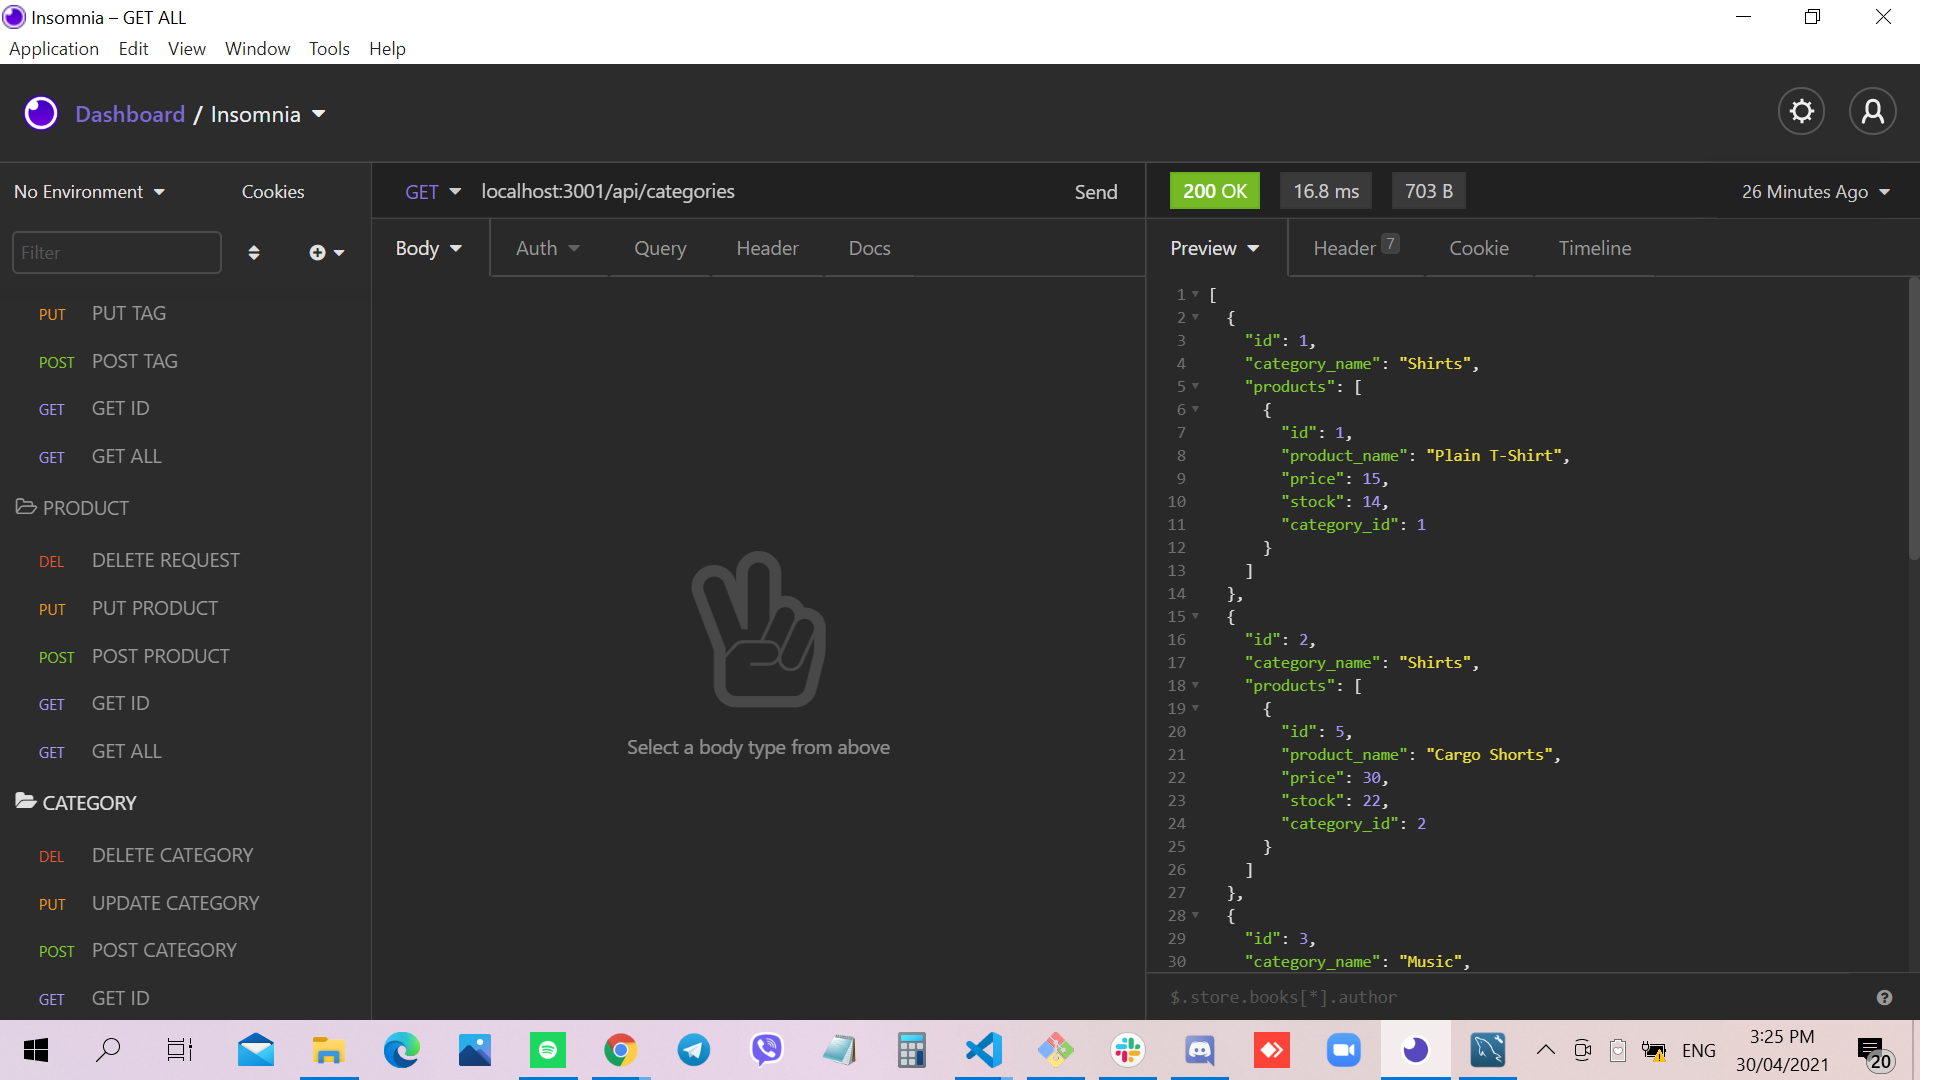 Insomnia – GET ALL
Application Edit View Window Tools Help
Dashboard / Insomnia
No Environment Cookies
Filter
PUT PUT TAG
POST POST TAG
GET GET ID
GET GET ALL
PRODUCT
DEL DELETE REQUEST
PUT PUT PRODUCT
POST POST PRODUCT
GET GET ID
GET GET ALL
CATEGORY
DEL DELETE CATEGORY
PUT UPDATE CATEGORY
POST POST CATEGORY
GET GET ID
GET localhost:3001/api/categories Send
Body Auth Query Header Docs
Select a body type from above
200 OK 16.8 ms 703 B 26 Minutes Ago
Preview Header 7 Cookie Timeline
1 [
2 {
3 "id": 1,
4 "category_name": "Shirts",
5 "products": [
6 {
7 "id": 1,
8 "product_name": "Plain T-Shirt",
9 "price": 15,
10 "stock": 14,
11 "category_id": 1
12 }
13 ]
14 },
15 {
16 "id": 2,
17 "category_name": "Shirts",
18 "products": [
19 {
20 "id": 5,
21 "product_name": "Cargo Shorts",
22 "price": 30,
23 "stock": 22,
24 "category_id": 2
25 }
26 ]
27 },
28 {
29 "id": 3,
30 "category_name": "Music",
$.store.books[*].author
ENG
3:25 PM
30/04/2021
20